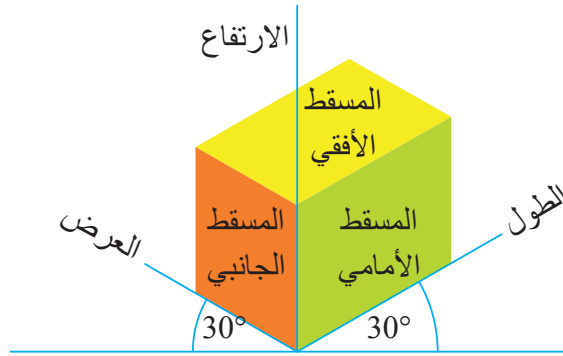 الارتفاع
المسقط
الأفقي
الطول
المسقط
الأمامي
المسقط
الجانبي
العرض
30°
30°